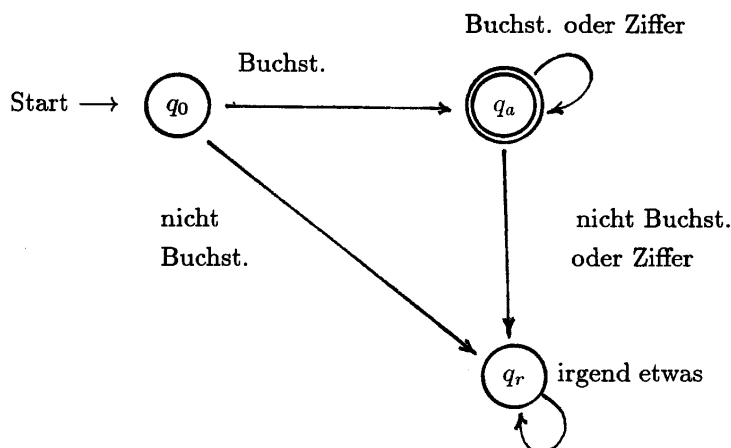 Buchst. oder Ziffer
Buchst.
Start → q0
qa
nicht
Buchst.
nicht Buchst.
oder Ziffer
qr
irgend etwas